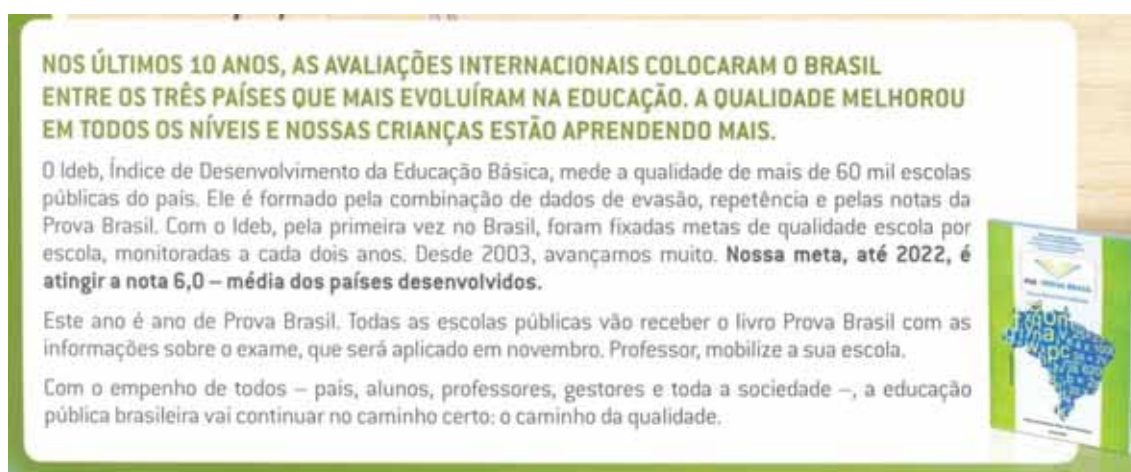 NOS ÚLTIMOS 10 ANOS, AS AVALIAÇÕES INTERNACIONAIS COLOCARAM O BRASIL
ENTRE OS TRÊS PAÍSES QUE MAIS EVOLUÍRAM NA EDUCAÇÃO. A QUALIDADE MELHOROU
EM TODOS OS NÍVEIS E NOSSAS CRIANÇAS ESTÃO APRENDENDO MAIS.
O Ideb, Índice de Desenvolvimento da Educação Básica, mede a qualidade de mais de 60 mil escolas
públicas do país. Ele é formado pela combinação de dados de evasão, repetência e pelas notas da
Prova Brasil. Com o Ideb, pela primeira vez no Brasil, foram fixadas metas de qualidade escola por
escola, monitoradas a cada dois anos. Desde 2003, avançamos muito. Nossa meta, até 2022, é
atingir a nota 6,0 – média dos países desenvolvidos.
Este ano é ano de Prova Brasil. Todas as escolas públicas vão receber o livro Prova Brasil com as
informações sobre o exame, que será aplicado em novembro. Professor, mobilize a sua escola.
Com o empenho de todos – pais, alunos, professores, gestores e toda a sociedade –, a educação
pública brasileira vai continuar no caminho certo: o caminho da qualidade.